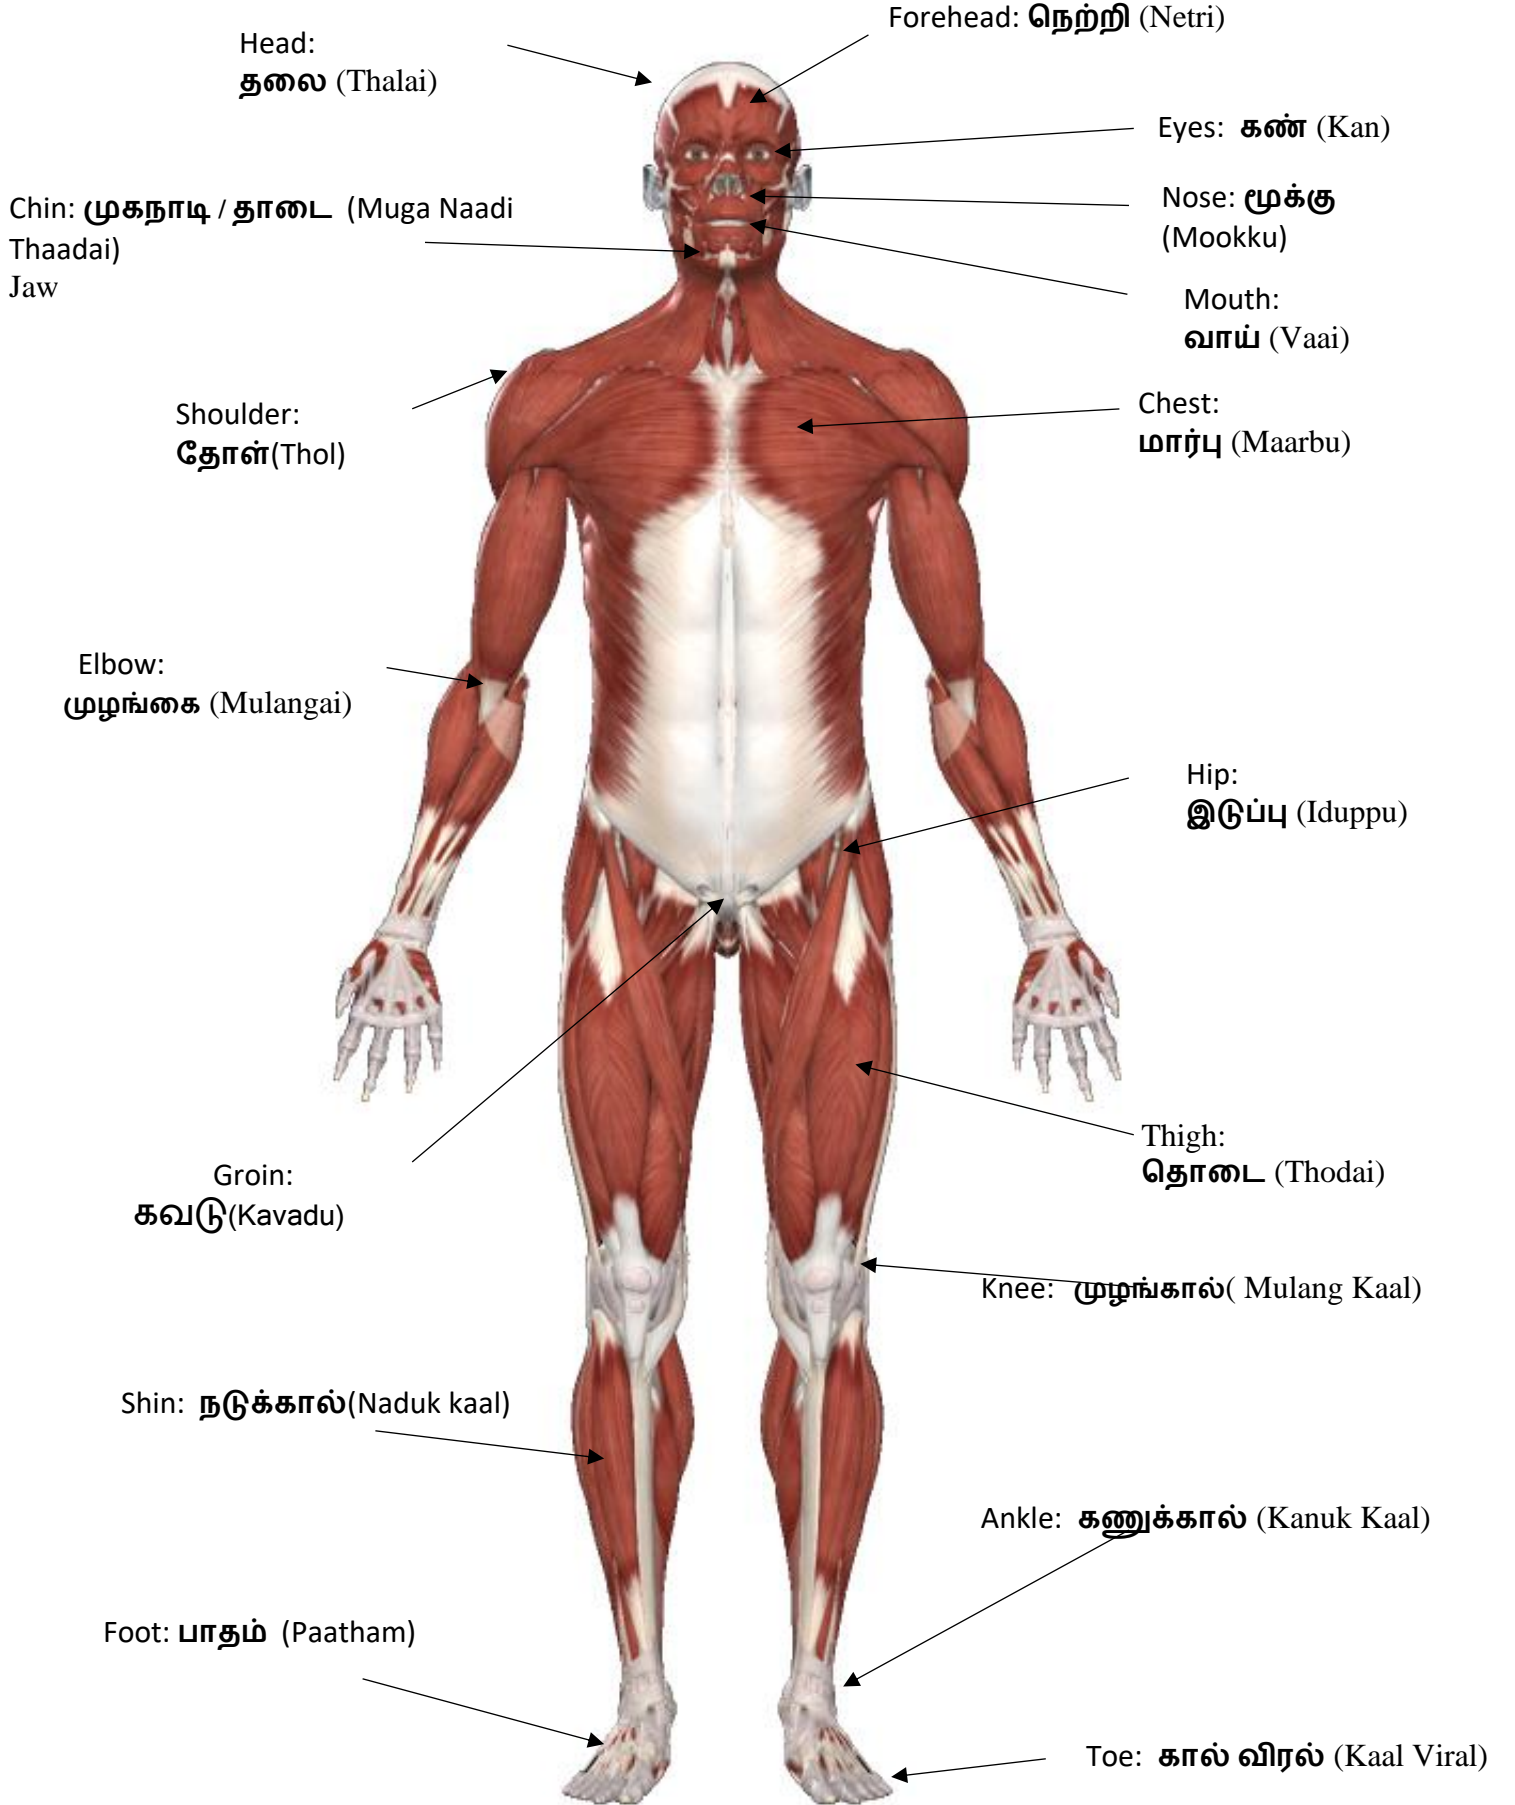 Forehead: நெற்றி (Netri)
Head:
தலை (Thalai)
Eyes: கண் (Kan)
Chin: முகநாடி / தாடை (Muga Naadi
Thaadai)
Jaw
Nose: மூக்கு
(Mookku)
Mouth:
வாய் (Vaai)
Shoulder:
தோள்(Thol)
Chest:
மார்பு (Maarbu)
Elbow:
முழங்கை (Mulangai)
Hip:
இடுப்பு (Iduppu)
Groin:
கவடு(Kavadu)
Thigh:
தொடை (Thodai)
Knee: முழங்கால்( Mulang Kaal)
Shin: நடுக்கால்(Naduk kaal)
Ankle: கணுக்கால் (Kanuk Kaal)
Foot: பாதம் (Paatham)
Toe: கால் விரல் (Kaal Viral)